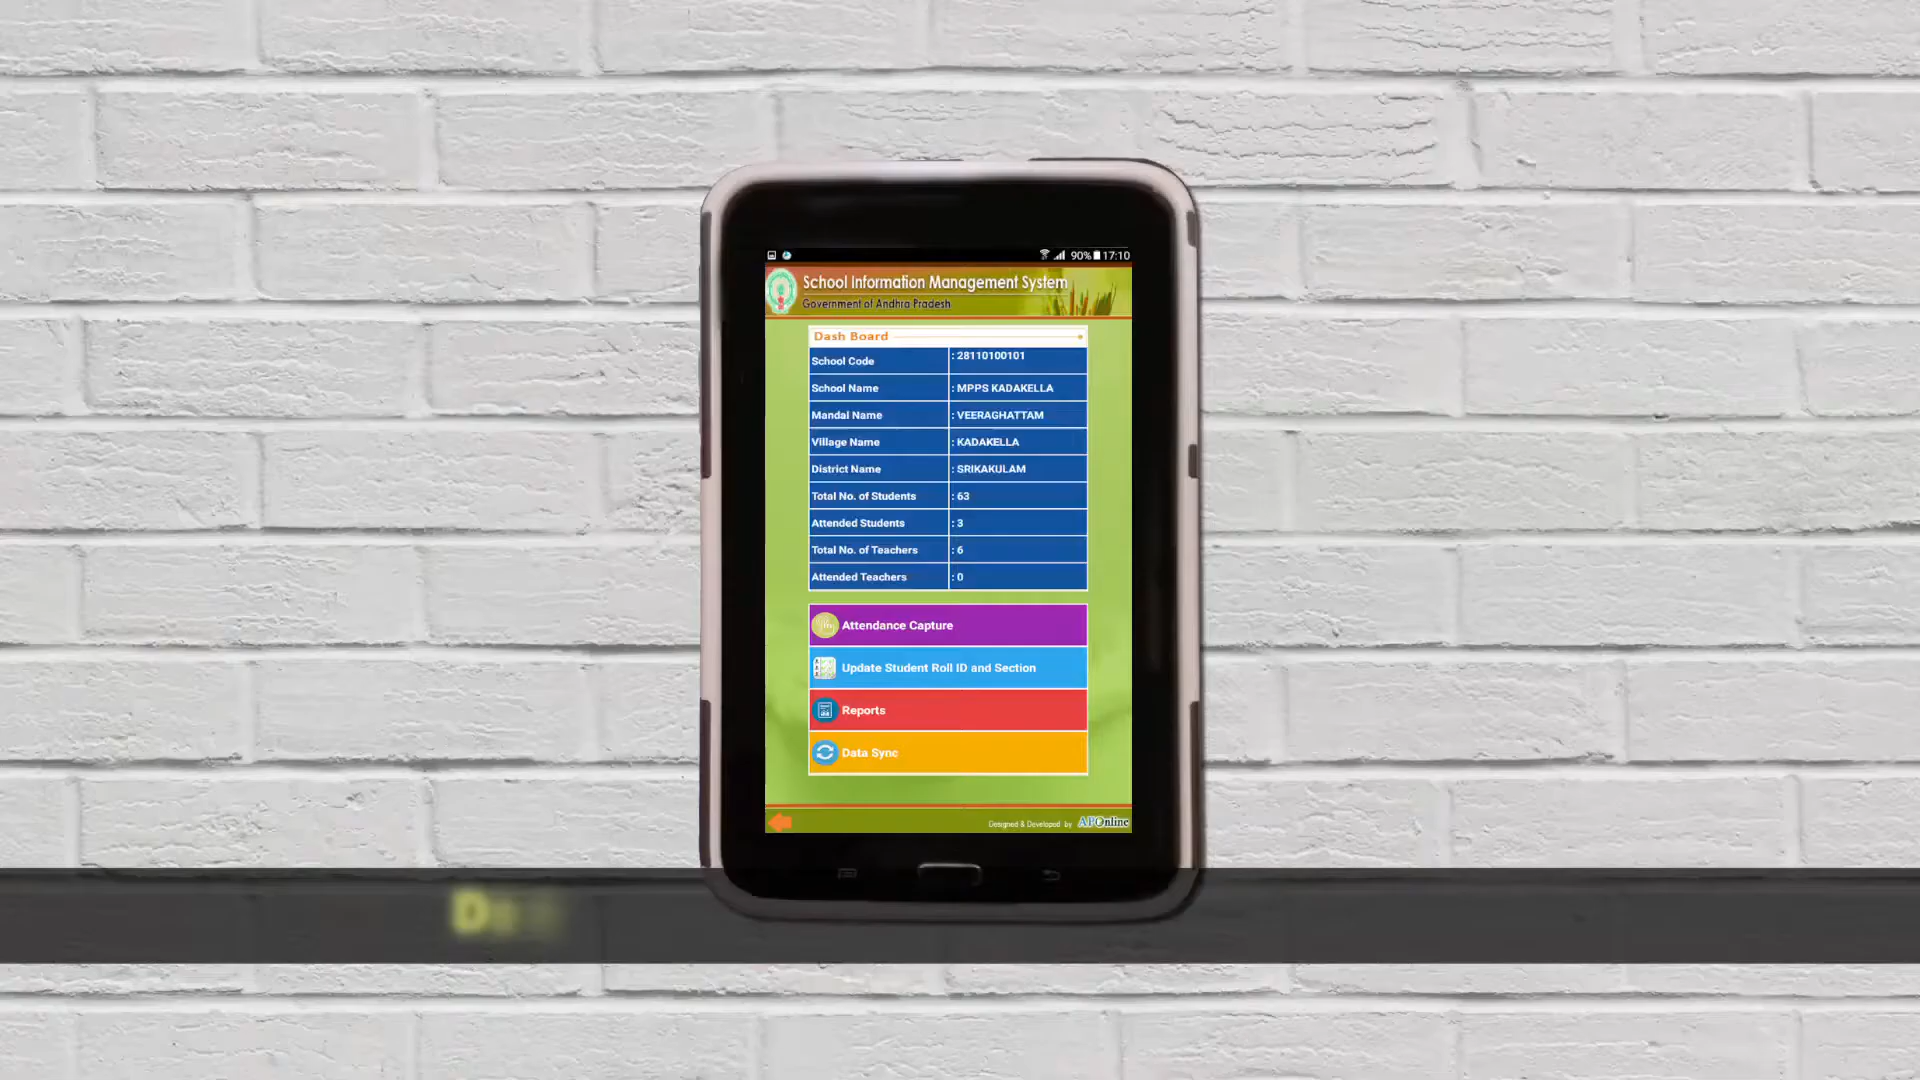 90% 17:10
School Information Management System
Government of Andhra Pradesh
Dash Board
School Code : 28110100101
School Name : MPPS KADAKELLA
Mandal Name : VEERAGHATTAM
Village Name : KADAKELLA
District Name : SRIKAKULAM
Total No. of Students : 63
Attended Students : 3
Total No. of Teachers : 6
Attended Teachers : 0
Attendance Capture
Update Student Roll ID and Section
Reports
Data Sync
Designed & Developed by APOnline